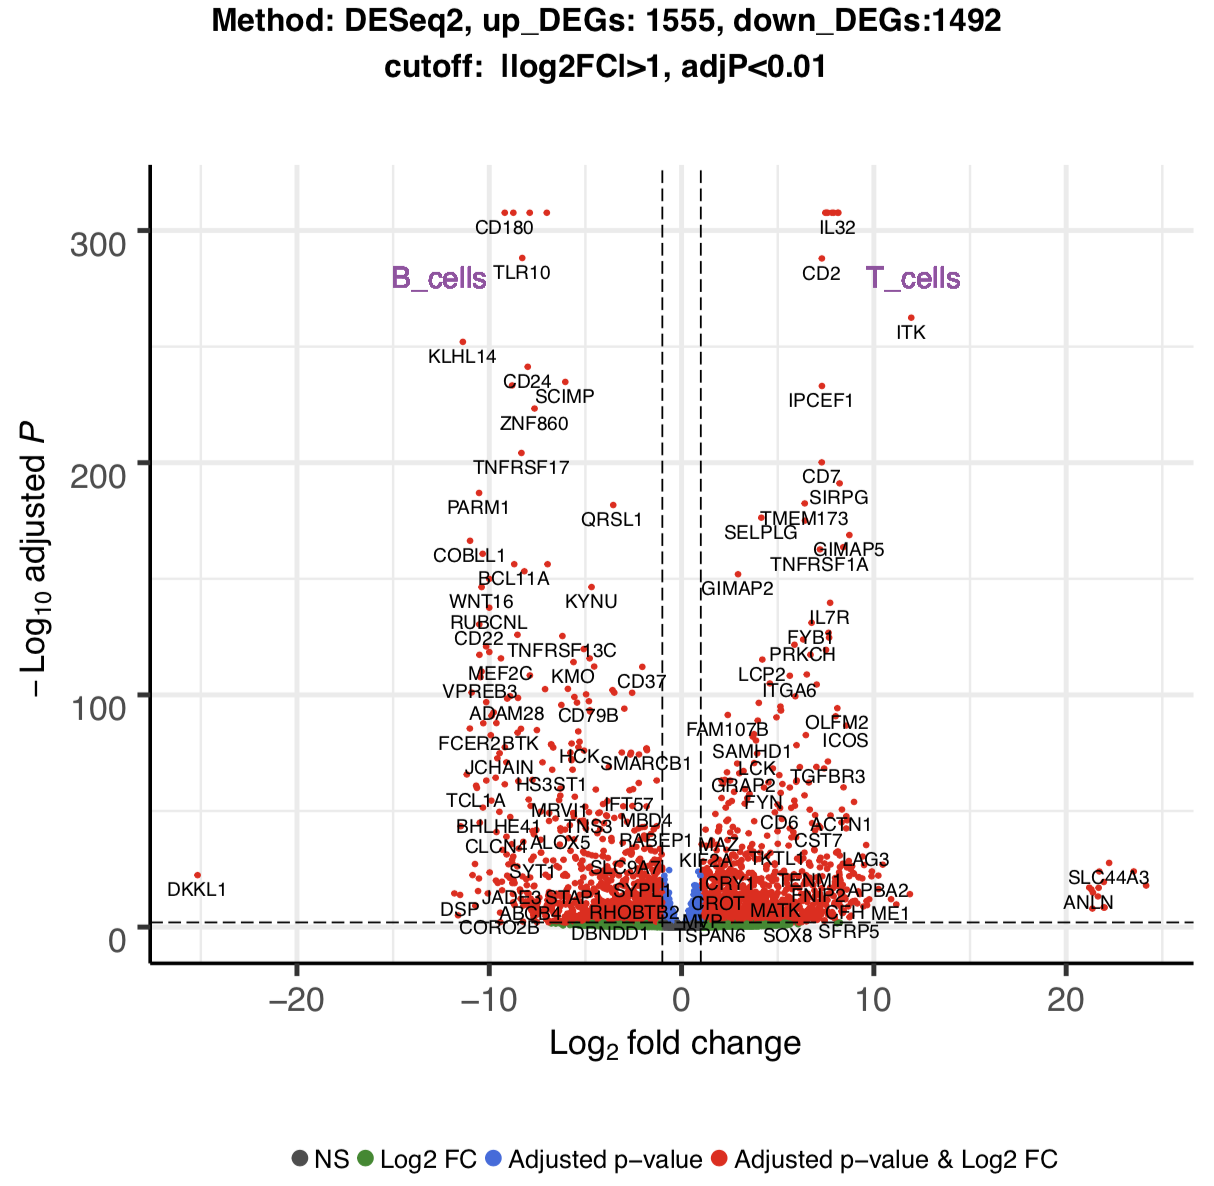 Method: DESeq2, up_DEGs: 1555, down_DEGs:1492
cutoff: |log2FC|>1, adjP<0.01
−Log10 adjusted P
300
200
100
0
CD180
IL32
B_cells
TLR10
CD2
T_cells
ITK
KLHL14
CD24
SCIMP
IPCEF1
ZNF860
TNFRSF17
CD7
PARM1
QRSL1
SIRPG
TMEM173
SELPLG
COBLL1
GIMAP5
BCL11A
TNFRSF1A
WNT16
KYNU
GIMAP2
RUBCNL
IL7R
CD22
TNFRSF13C
FYB1
PRKCH
MEF2C
KMO
CD37
LCP2
VPREB3
ITGA6
ADAM28
CD79B
OLFM2
FAM107B
FCER2
BTK
ICOS
HCK
SMARCB1
SAMHD1
JCHAIN
LCK
TGFBR3
HS3ST1
GRAP2
TCL1A
MRVI1
IFT57
FYN
BHLHE41
TNS3
MBD4
CD6
ACTN1
CLCN4
ALOX5
RABEP1
MAZ
CST7
KIF2A
TKTL1
LAG3
SYT1
SLC9A7
SLC44A3
DKKL1
SYPL1
CRY1
TENM1
APBA2
JADE3
STAP1
CROT
FNIP2
ANLN
DSP
ABCB4
RHOBTB2
MATK
CFH
ME1
CORO2B
DBNDD1
MVP
TSPAN6
SOX8
SFRP5
−20
−10
0
10
20
Log2 fold change
NS
Log2 FC
Adjusted p−value
Adjusted p−value & Log2 FC